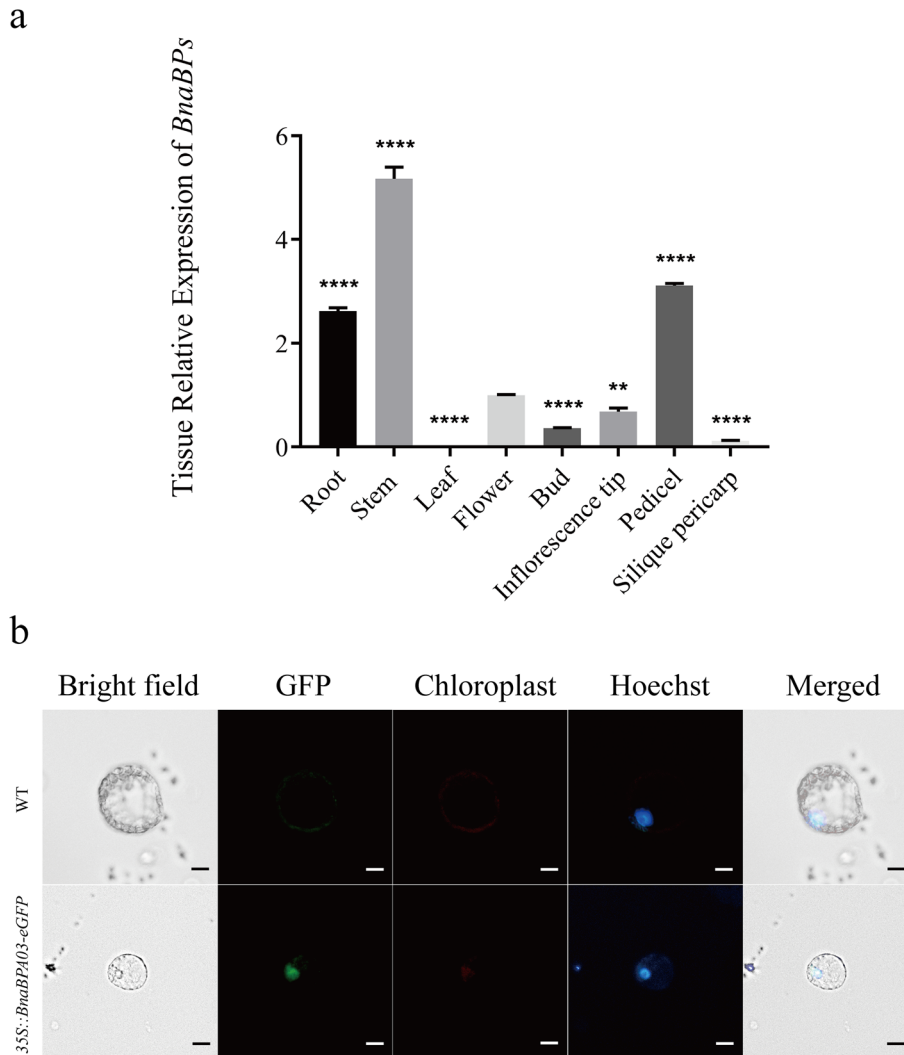 a
Tissue Relative Expression of BnaBPs
6
4
2
0
****
****
****
****
**
****
****
Root
Stem
Leaf
Flower
Bud
Inflorescence tip
Pedicel
Silique pericarp
b
Bright field GFP Chloroplast Hoechst Merged
WT
35S::BnaBPA03-eGFP